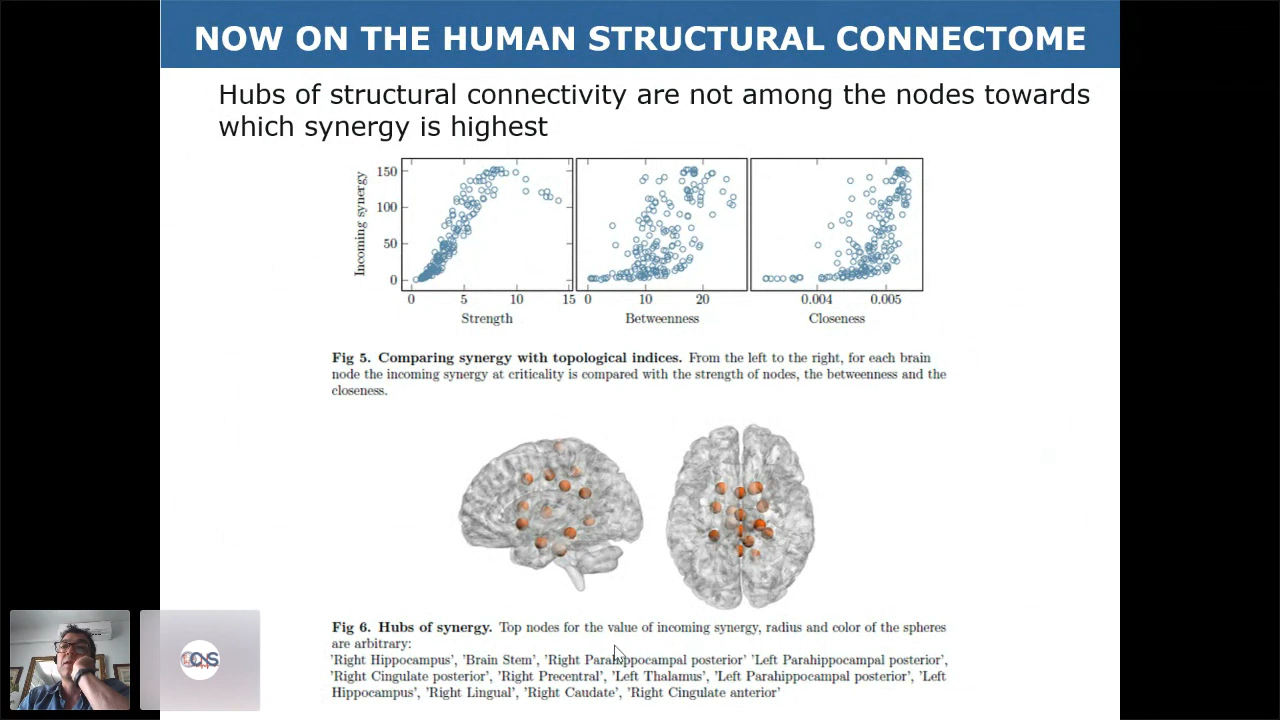 NOW ON THE HUMAN STRUCTURAL CONNECTOME
Hubs of structural connectivity are not among the nodes towards
which synergy is highest
Incoming synergy
150
100
50
0
0 5 10 15
Strength
0 10 20
Betweenness
0.004 0.005
Closeness
Fig 5. Comparing synergy with topological indices. From the left to the right, for each brain
node the incoming synergy at criticality is compared with the strength of nodes, the betweenness and the
closeness.
Fig 6. Hubs of synergy. Top nodes for the value of incoming synergy, radius and color of the spheres
are arbitrary:
'Right Hippocampus', 'Brain Stem', 'Right Parahippocampal posterior' 'Left Parahippocampal posterior',
'Right Cingulate posterior', 'Right Precentral', 'Left Thalamus', 'Left Parahippocampal posterior', 'Left
Hippocampus', 'Right Lingual', 'Right Caudate', 'Right Cingulate anterior'